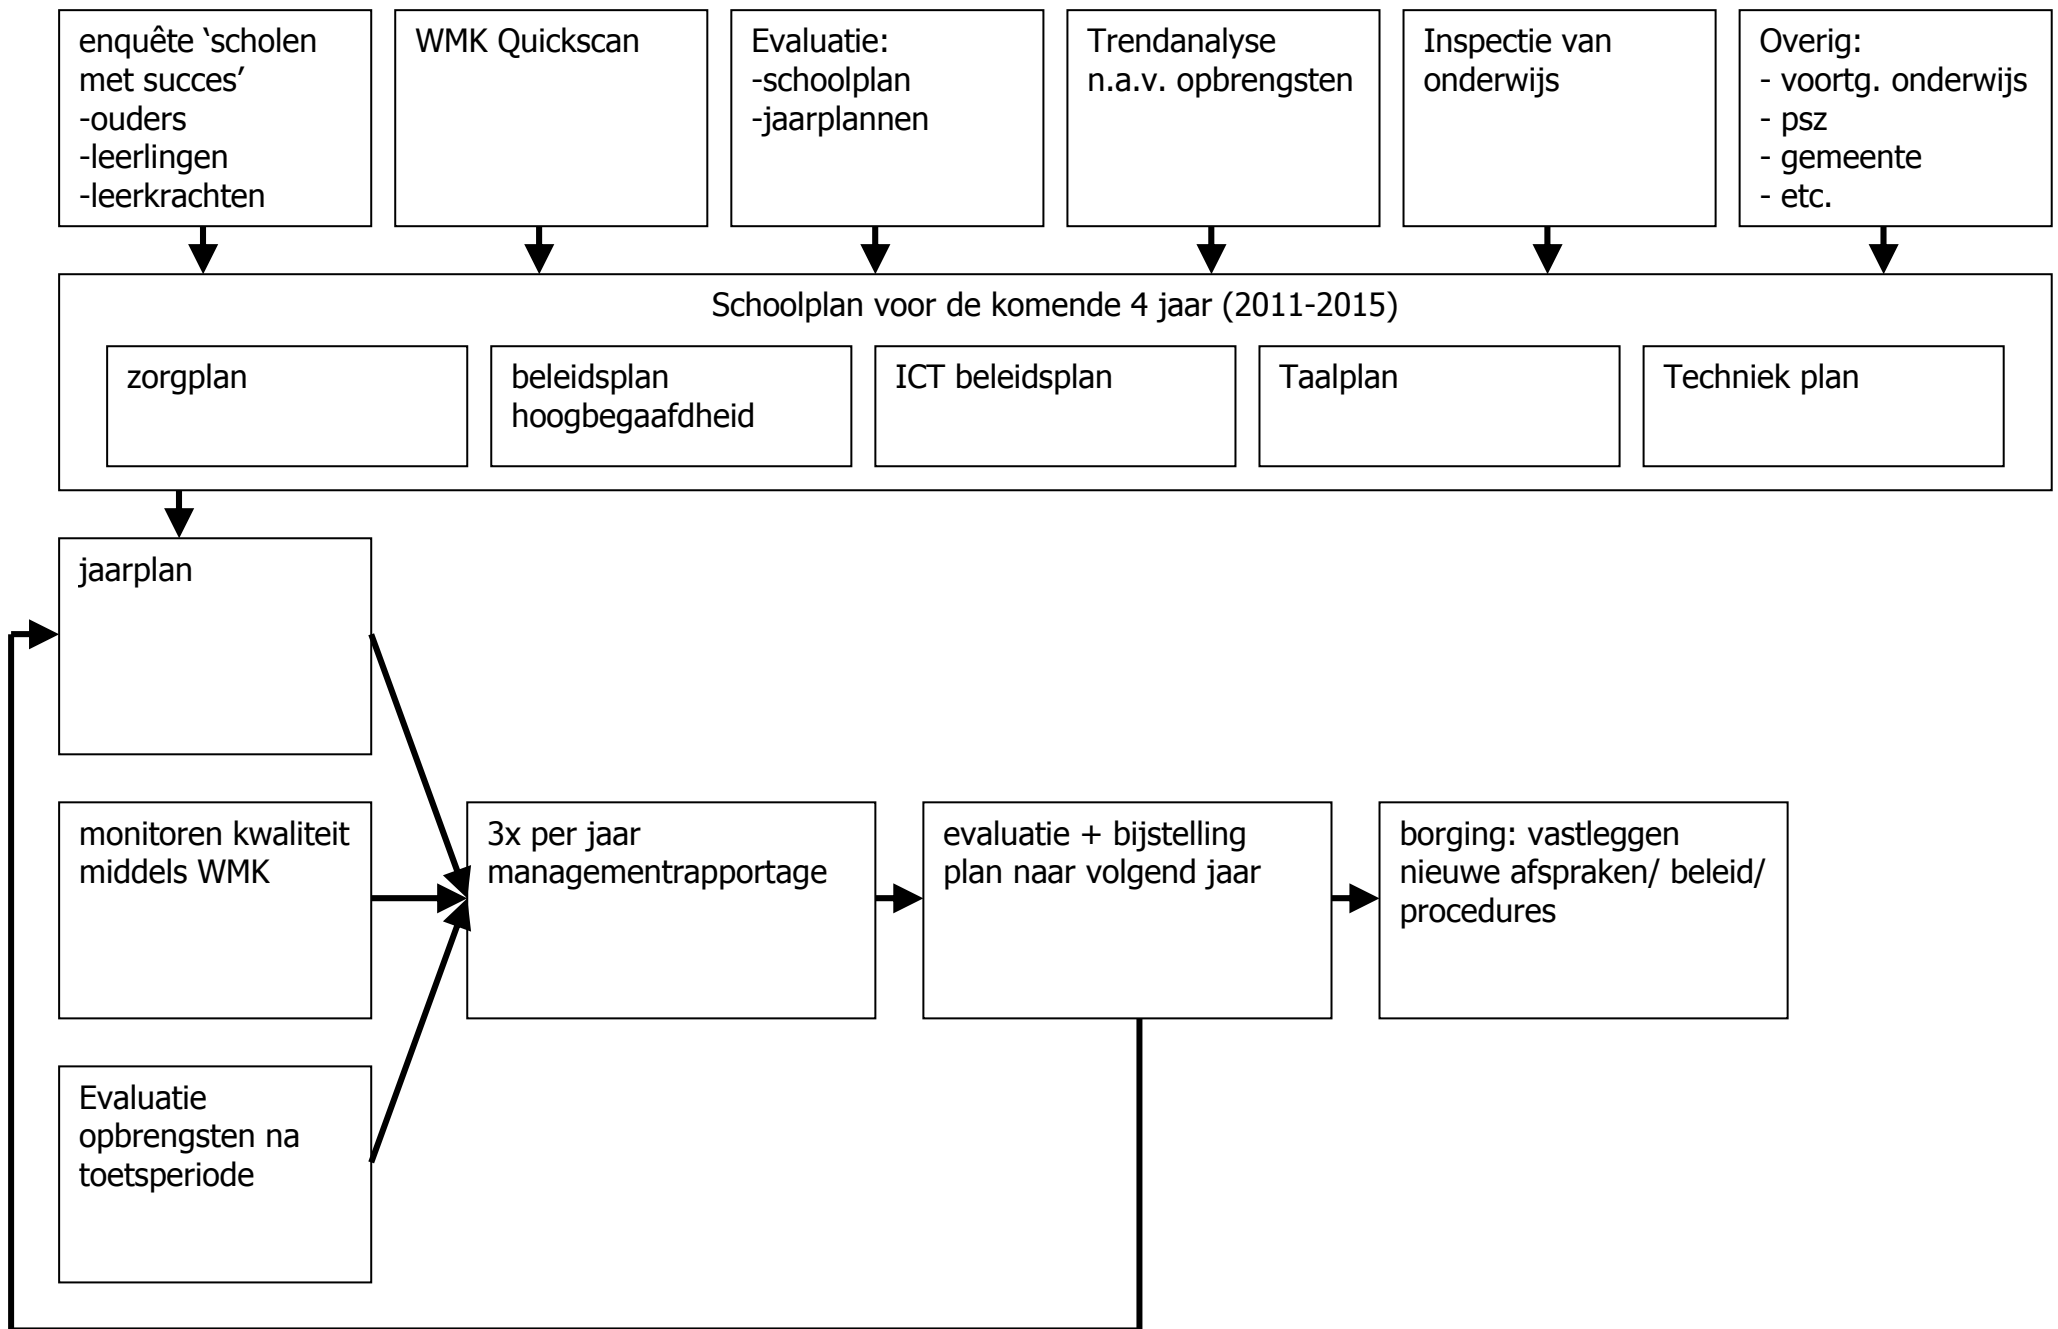 enquête ‘scholen
met succes’
-ouders
-leerlingen
-leerkrachten
WMK Quickscan
Evaluatie:
-schoolplan
-jaarplannen
Trendanalyse
n.a.v. opbrengsten
Inspectie van
onderwijs
Overig:
- voortg. onderwijs
- psz
- gemeente
- etc.
Schoolplan voor de komende 4 jaar (2011-2015)
zorgplan
beleidsplan
hoogbegaafdheid
ICT beleidsplan
Taalplan
Techniek plan
jaarplan
monitoren kwaliteit
middels WMK
3x per jaar
managementrapportage
evaluatie + bijstelling
plan naar volgend jaar
borging: vastleggen
nieuwe afspraken/ beleid/
procedures
Evaluatie
opbrengsten na
toetsperiode